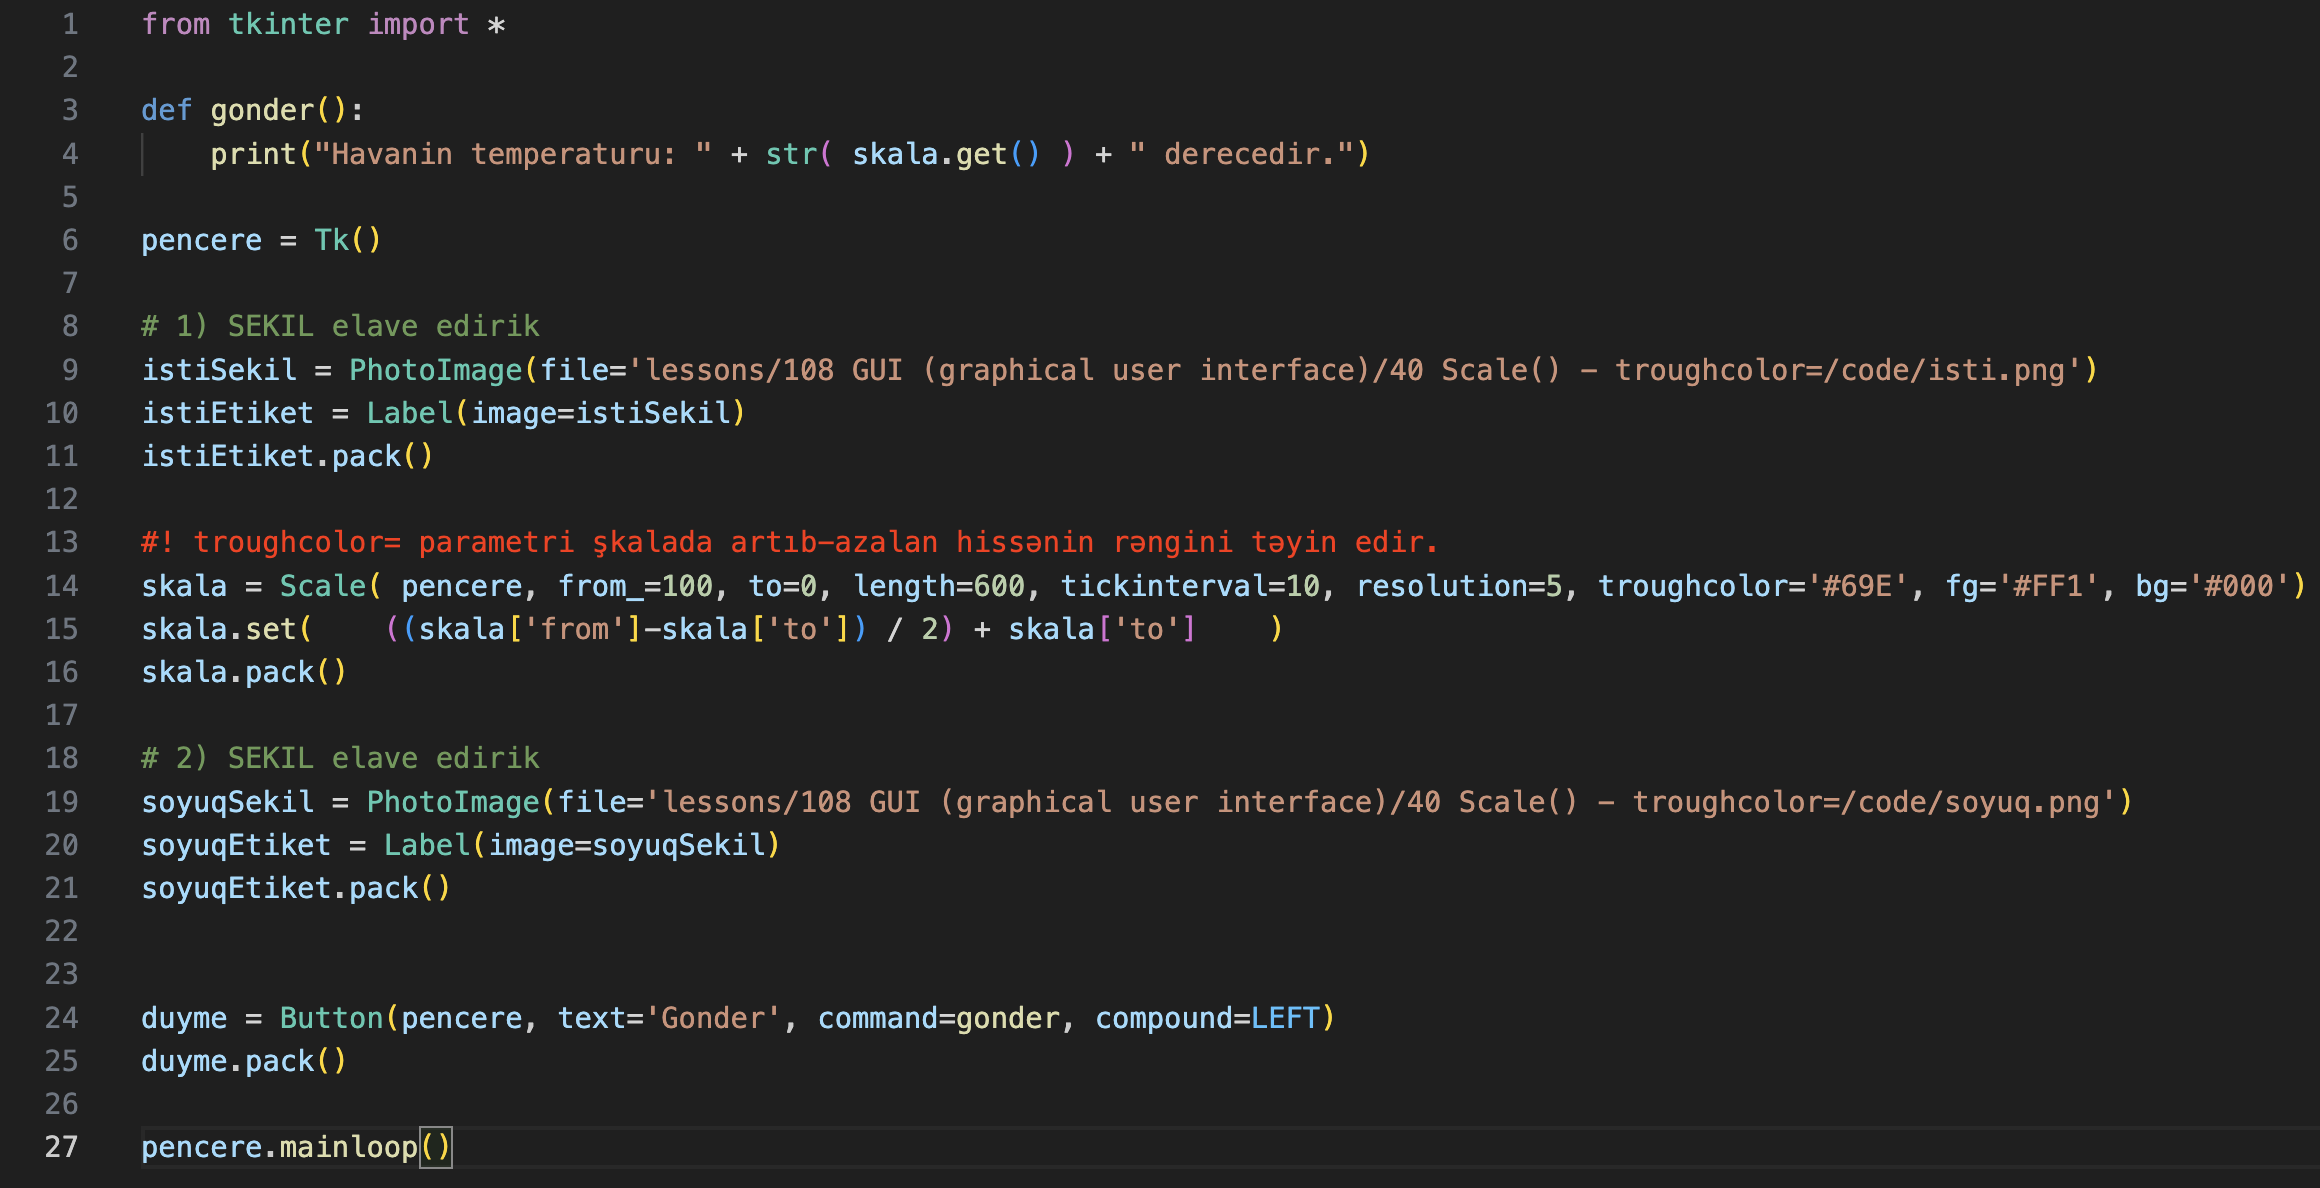 1 from tkinter import *
2
3 def gonder():
4     print("Havanin temperaturu: " + str( skala.get() ) + " derecedir.")
5
6 pencere = Tk()
7
8 # 1) SEKIL elave edirik
9 istiSekil = PhotoImage(file='lessons/108 GUI (graphical user interface)/40 Scale() - troughcolor=/code/isti.png')
10 istiEtiket = Label(image=istiSekil)
11 istiEtiket.pack()
12
13 #! troughcolor= parametri şkalada artıb-azalan hissənin rəngini təyin edir.
14 skala = Scale( pencere, from_=100, to=0, length=600, tickinterval=10, resolution=5, troughcolor='#69E', fg='#FF1', bg='#000')
15 skala.set(    ((skala['from']-skala['to']) / 2) + skala['to']    )
16 skala.pack()
17
18 # 2) SEKIL elave edirik
19 soyuqSekil = PhotoImage(file='lessons/108 GUI (graphical user interface)/40 Scale() - troughcolor=/code/soyuq.png')
20 soyuqEtiket = Label(image=soyuqSekil)
21 soyuqEtiket.pack()
22
23
24 duyme = Button(pencere, text='Gonder', command=gonder, compound=LEFT)
25 duyme.pack()
26
27 pencere.mainloop()